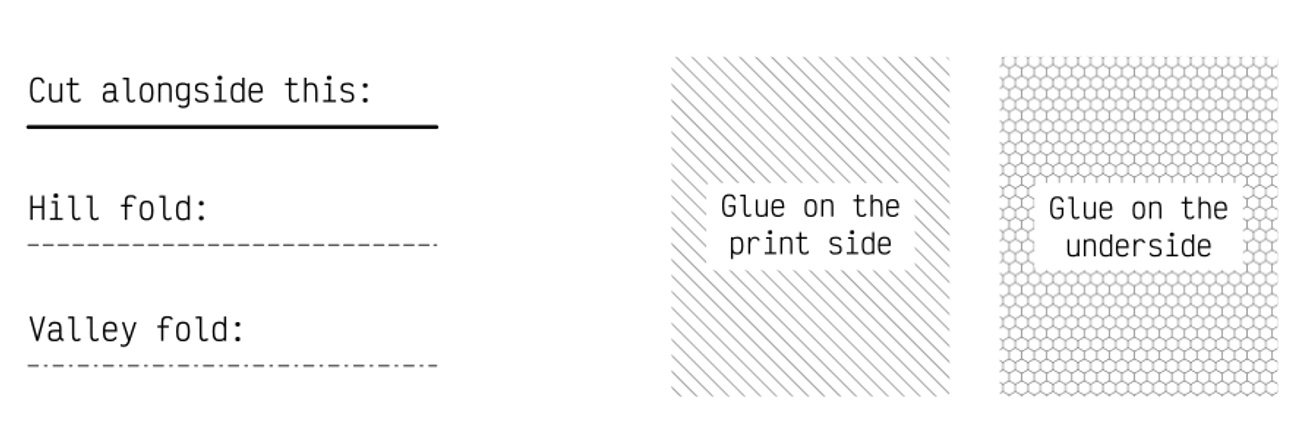 Cut alongside this:
Hill fold:
Valley fold:
Glue on the
print side
Glue on the
underside